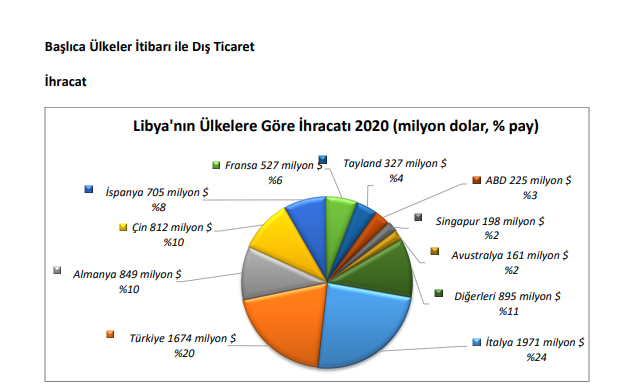 Başlıca Ülkeler İtibarı ile Dış Ticaret
İhracat
Libya'nın Ülkelere Göre İhracatı 2020 (milyon dolar, % pay)
Fransa 527 milyon $
%6
Tayland 327 milyon $
%4
ABD 225 milyon $
%3
İspanya 705 milyon $
%8
Singapur 198 milyon $
%2
Çin 812 milyon $
%10
Avustralya 161 milyon $
%2
Almanya 849 milyon $
%10
Diğerleri 895 milyon $
%11
Türkiye 1674 milyon $
%20
İtalya 1971 milyon $
%24